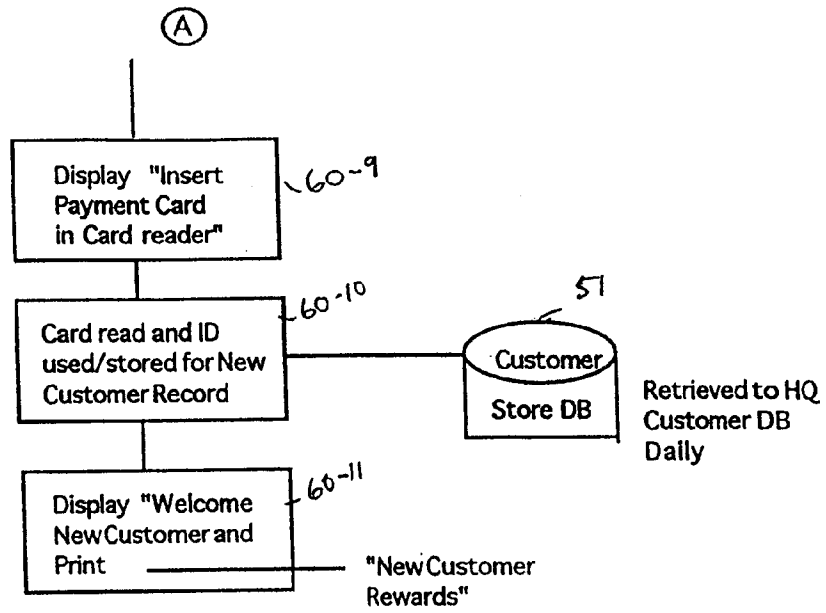 A
Display "Insert
Payment Card
in Card reader"
60-9
Card read and ID
used/stored for New
Customer Record
60-10
51
Customer
Store DB
Retrieved to HQ
Customer DB
Daily
Display "Welcome
New Customer and
Print
60-11
"New Customer
Rewards"